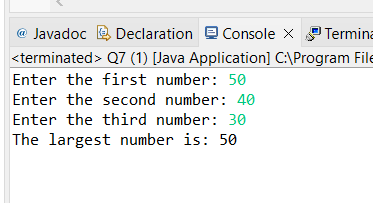 @ Javadoc Declaration Console × Termina
<terminated> Q7 (1) [Java Application] C:\Program File
Enter the first number: 50
Enter the second number: 40
Enter the third number: 30
The largest number is: 50